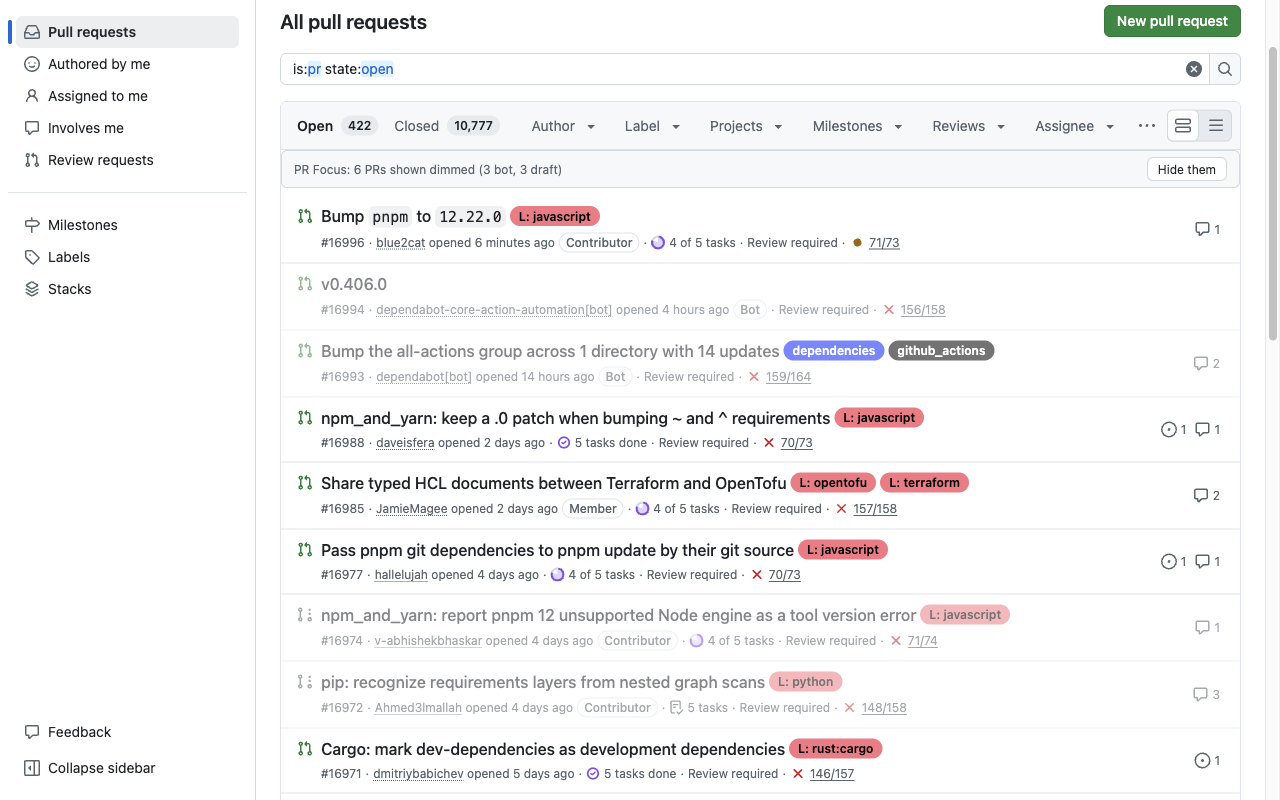 Pull requests
Authored by me
Assigned to me
Involves me
Review requests
Milestones
Labels
Stacks
Feedback
Collapse sidebar
All pull requests
New pull request
is:pr state:open
Open 422 Closed 10,777 Author Label Projects Milestones Reviews Assignee
PR Focus: 6 PRs shown dimmed (3 bot, 3 draft) Hide them
Bump pnpm to 12.22.0 L: javascript
#16996 · blue2cat opened 6 minutes ago Contributor · 4 of 5 tasks · Review required · 71/73
1
v0.406.0
#16994 · dependabot-core-action-automation[bot] opened 4 hours ago Bot · Review required · 156/158
Bump the all-actions group across 1 directory with 14 updates dependencies github_actions
#16993 · dependabot[bot] opened 14 hours ago Bot · Review required · 159/164
2
npm_and_yarn: keep a .0 patch when bumping ~ and ^ requirements L: javascript
#16988 · daveisfera opened 2 days ago · 5 tasks done · Review required · 70/73
1 1
Share typed HCL documents between Terraform and OpenTofu L: opentofu L: terraform
#16985 · JamieMagee opened 2 days ago Member · 4 of 5 tasks · Review required · 157/158
2
Pass pnpm git dependencies to pnpm update by their git source L: javascript
#16977 · hallelujah opened 4 days ago · 4 of 5 tasks · Review required · 70/73
1 1
npm_and_yarn: report pnpm 12 unsupported Node engine as a tool version error L: javascript
#16974 · v-abhishekbhaskar opened 4 days ago Contributor · 4 of 5 tasks · Review required · 71/74
1
pip: recognize requirements layers from nested graph scans L: python
#16972 · Ahmed3lmallah opened 4 days ago Contributor · 5 tasks · Review required · 148/158
3
Cargo: mark dev-dependencies as development dependencies L: rust:cargo
#16971 · dmitriybabichev opened 5 days ago · 5 tasks done · Review required · 146/157
1